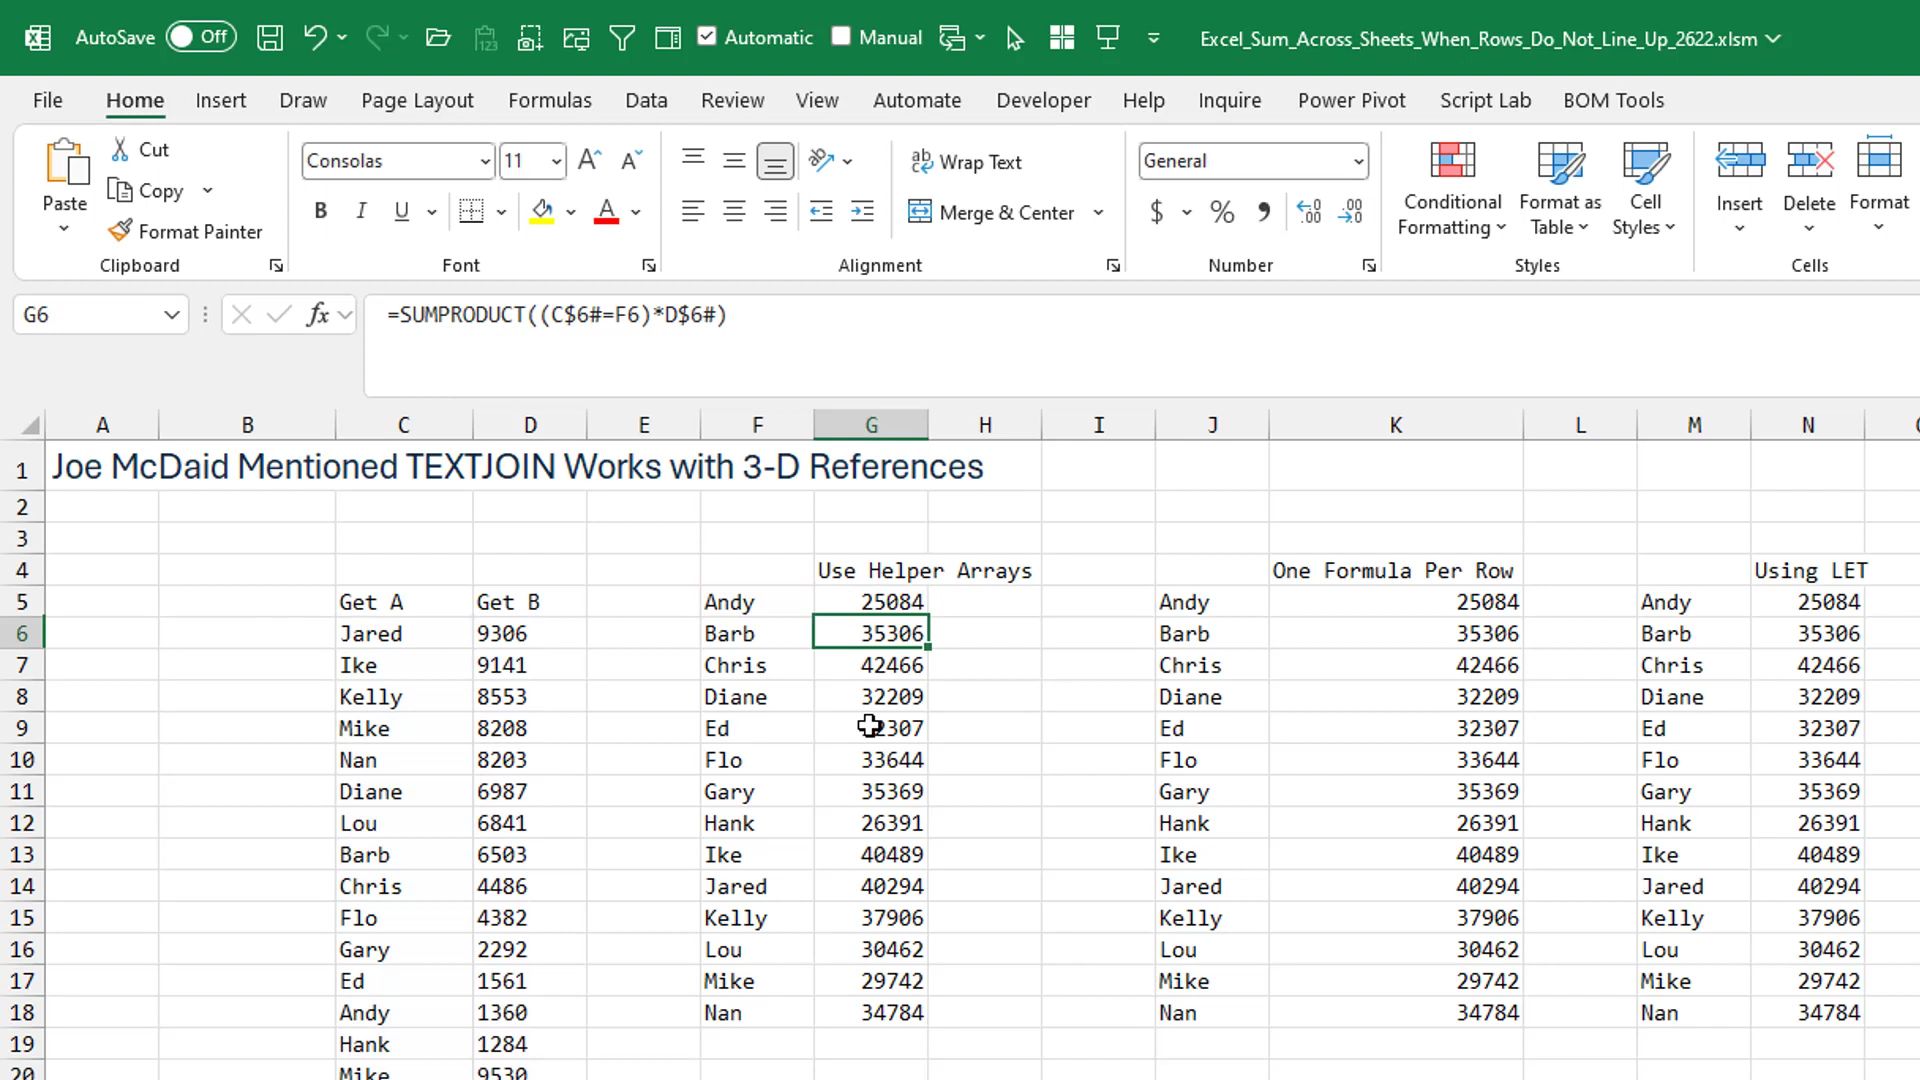 AutoSave Off Automatic Manual Excel_Sum_Across_Sheets_When_Rows_Do_Not_Line_Up_2622.xlsm
File Home Insert Draw Page Layout Formulas Data Review View Automate Developer Help Inquire Power Pivot Script Lab BOM Tools
Paste
Cut
Copy
Format Painter
Clipboard
Consolas 11
B I U
Font
Wrap Text
Merge & Center
Alignment
General
Number
Conditional Formatting
Format as Table
Cell Styles
Styles
Insert Delete Format
Cells
G6 fx =SUMPRODUCT((C$6#=F6)*D$6#)
A B C D E F G H I J K L M N
1 Joe McDaid Mentioned TEXTJOIN Works with 3-D References
2
3
4 Use Helper Arrays One Formula Per Row Using LET
5 Get A Get B Andy 25084 Andy 25084 Andy 25084
6 Jared 9306 Barb 35306 Barb 35306 Barb 35306
7 Ike 9141 Chris 42466 Chris 42466 Chris 42466
8 Kelly 8553 Diane 32209 Diane 32209 Diane 32209
9 Mike 8208 Ed 2307 Ed 32307 Ed 32307
10 Nan 8203 Flo 33644 Flo 33644 Flo 33644
11 Diane 6987 Gary 35369 Gary 35369 Gary 35369
12 Lou 6841 Hank 26391 Hank 26391 Hank 26391
13 Barb 6503 Ike 40489 Ike 40489 Ike 40489
14 Chris 4486 Jared 40294 Jared 40294 Jared 40294
15 Flo 4382 Kelly 37906 Kelly 37906 Kelly 37906
16 Gary 2292 Lou 30462 Lou 30462 Lou 30462
17 Ed 1561 Mike 29742 Mike 29742 Mike 29742
18 Andy 1360 Nan 34784 Nan 34784 Nan 34784
19 Hank 1284
20 Mike 9530